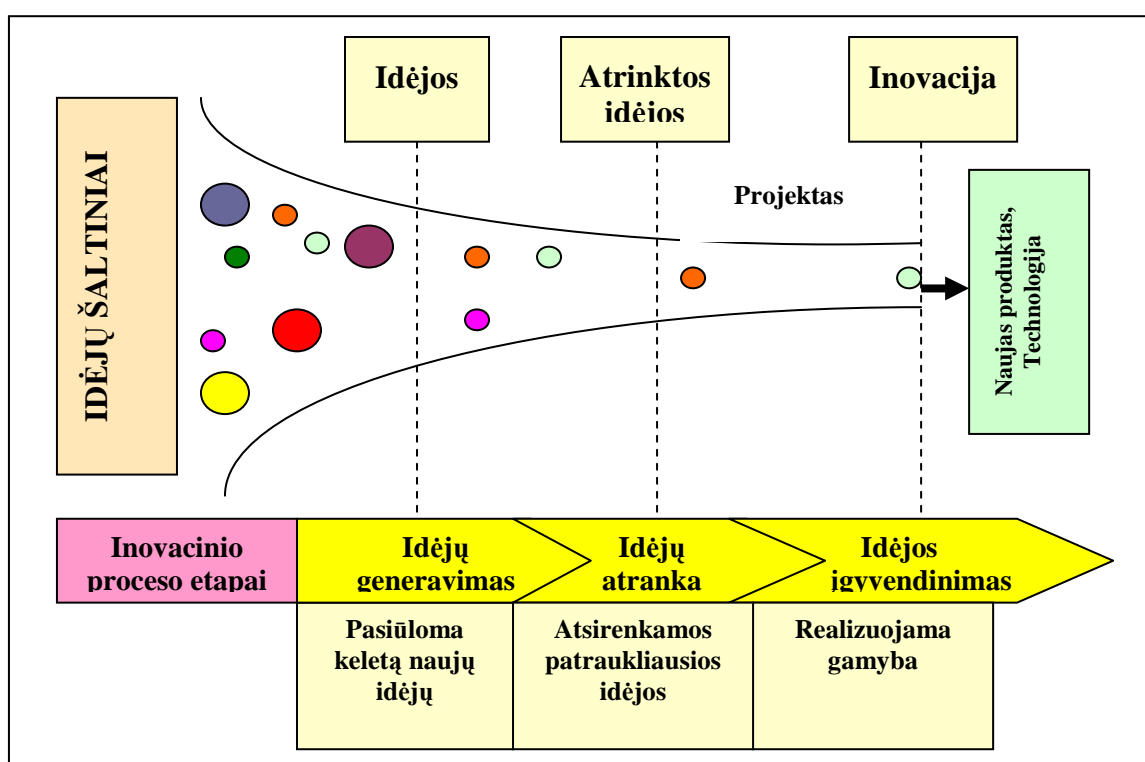 Idėjos
Atrinktos
idėjos
Inovacija
IDĖJŲ ŠALTINIAI
Projektas
Naujas produktas,
Technologija
Inovacinio
proceso etapai
Idėjų
generavimas
Idėjų
atranka
Idėjos
įgyvendinimas
Pasiūloma
keletą naujų
idėjų
Atsirenkamos
patraukliausios
idėjos
Realizuojama
gamyba